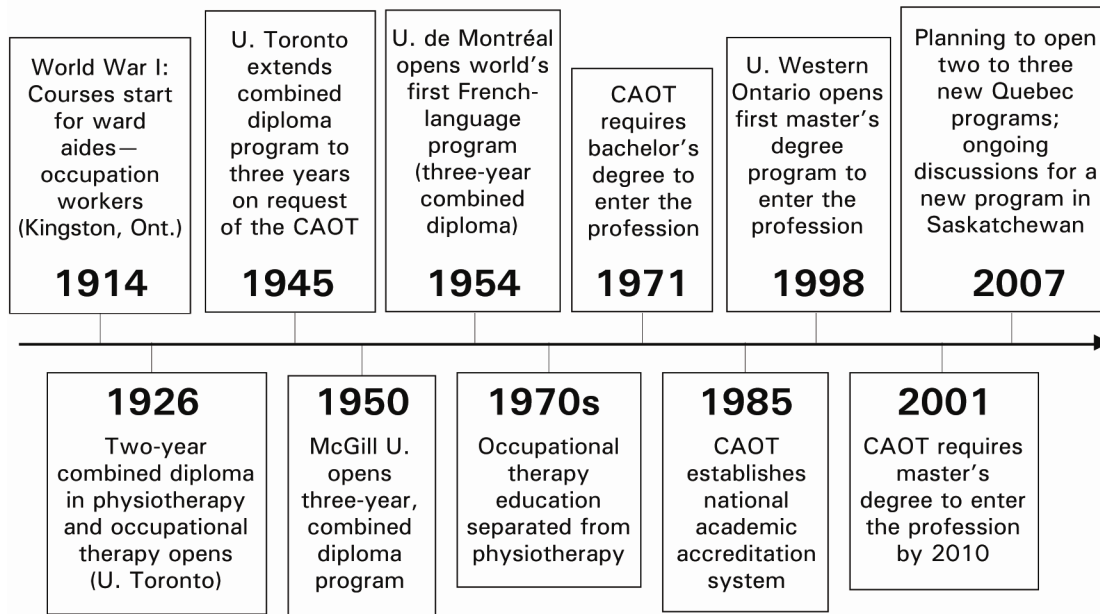 World War I:
Courses start
for ward
aides—
occupation
workers
(Kingston, Ont.)
1914
U. Toronto
extends
combined
diploma
program to
three years
on request
of the CAOT
1945
U. de Montréal
opens world's
first French-
language
program
(three-year
combined
diploma)
1954
CAOT
requires
bachelor's
degree to
enter the
profession
1971
U. Western
Ontario opens
first master's
degree
program to
enter the
profession
1998
Planning to open
two to three
new Quebec
programs;
ongoing
discussions for a
new program in
Saskatchewan
2007
1926
Two-year
combined diploma
in physiotherapy
and occupational
therapy opens
(U. Toronto)
1950
McGill U.
opens
three-year,
combined
diploma
program
1970s
Occupational
therapy
education
separated from
physiotherapy
1985
CAOT
establishes
national
academic
accreditation
system
2001
CAOT requires
master's
degree to enter
the profession
by 2010